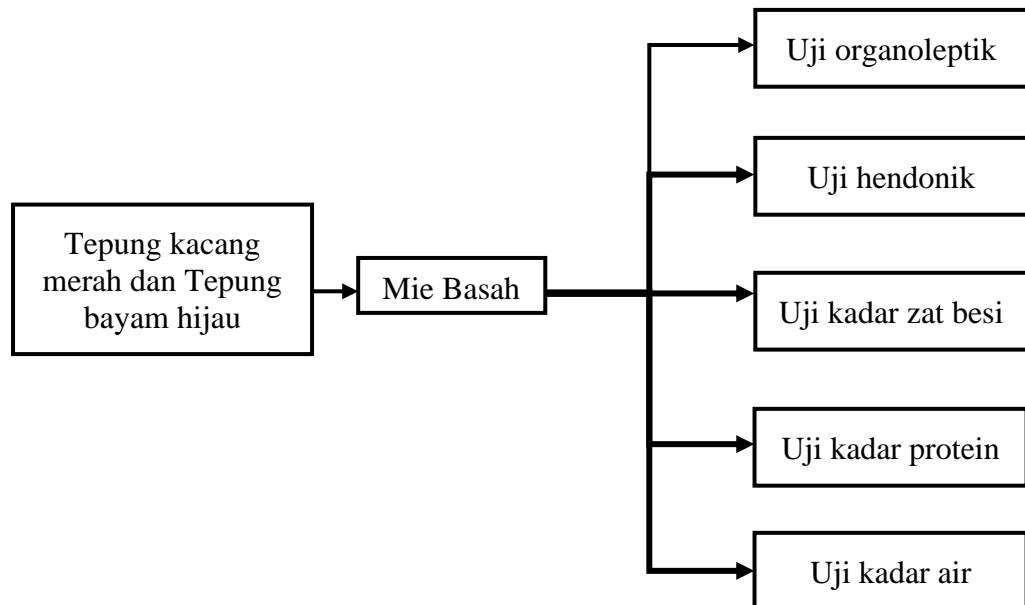 Uji organoleptik
Uji hendonik
Tepung kacang
merah dan Tepung
bayam hijau
Mie Basah
Uji kadar zat besi
Uji kadar protein
Uji kadar air